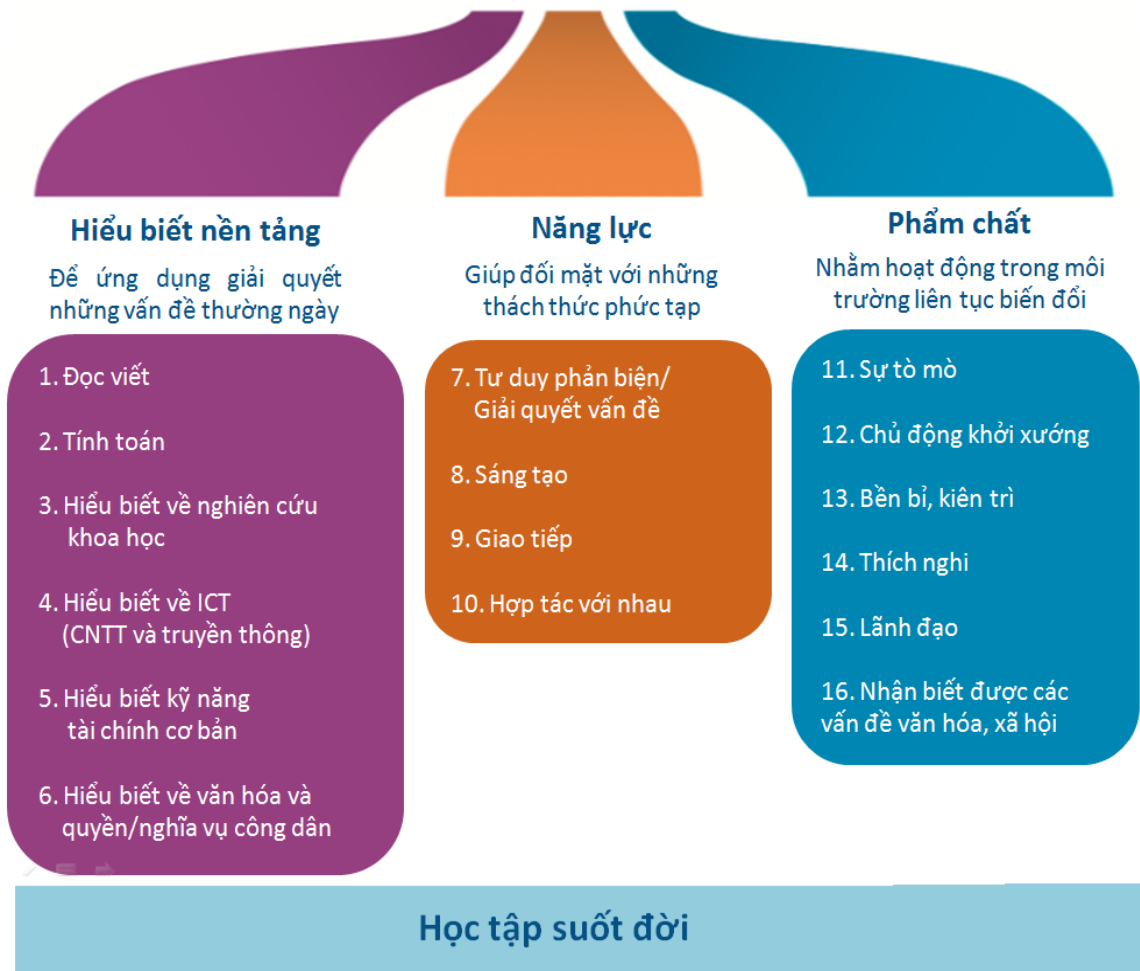 Hiểu biết nền tảng
Để ứng dụng giải quyết
những vấn đề thường ngày
1. Đọc viết
2. Tính toán
3. Hiểu biết về nghiên cứu
khoa học
4. Hiểu biết về ICT
(CNTT và truyền thông)
5. Hiểu biết kỹ năng
tài chính cơ bản
6. Hiểu biết về văn hóa và
quyền/nghĩa vụ công dân
Năng lực
Giúp đối mặt với những
thách thức phức tạp
7. Tư duy phản biện/
Giải quyết vấn đề
8. Sáng tạo
9. Giao tiếp
10. Hợp tác với nhau
Phẩm chất
Nhằm hoạt động trong môi
trường liên tục biến đổi
11. Sự tò mò
12. Chủ động khởi xướng
13. Bền bỉ, kiên trì
14. Thích nghi
15. Lãnh đạo
16. Nhận biết được các
vấn đề văn hóa, xã hội
Học tập suốt đời